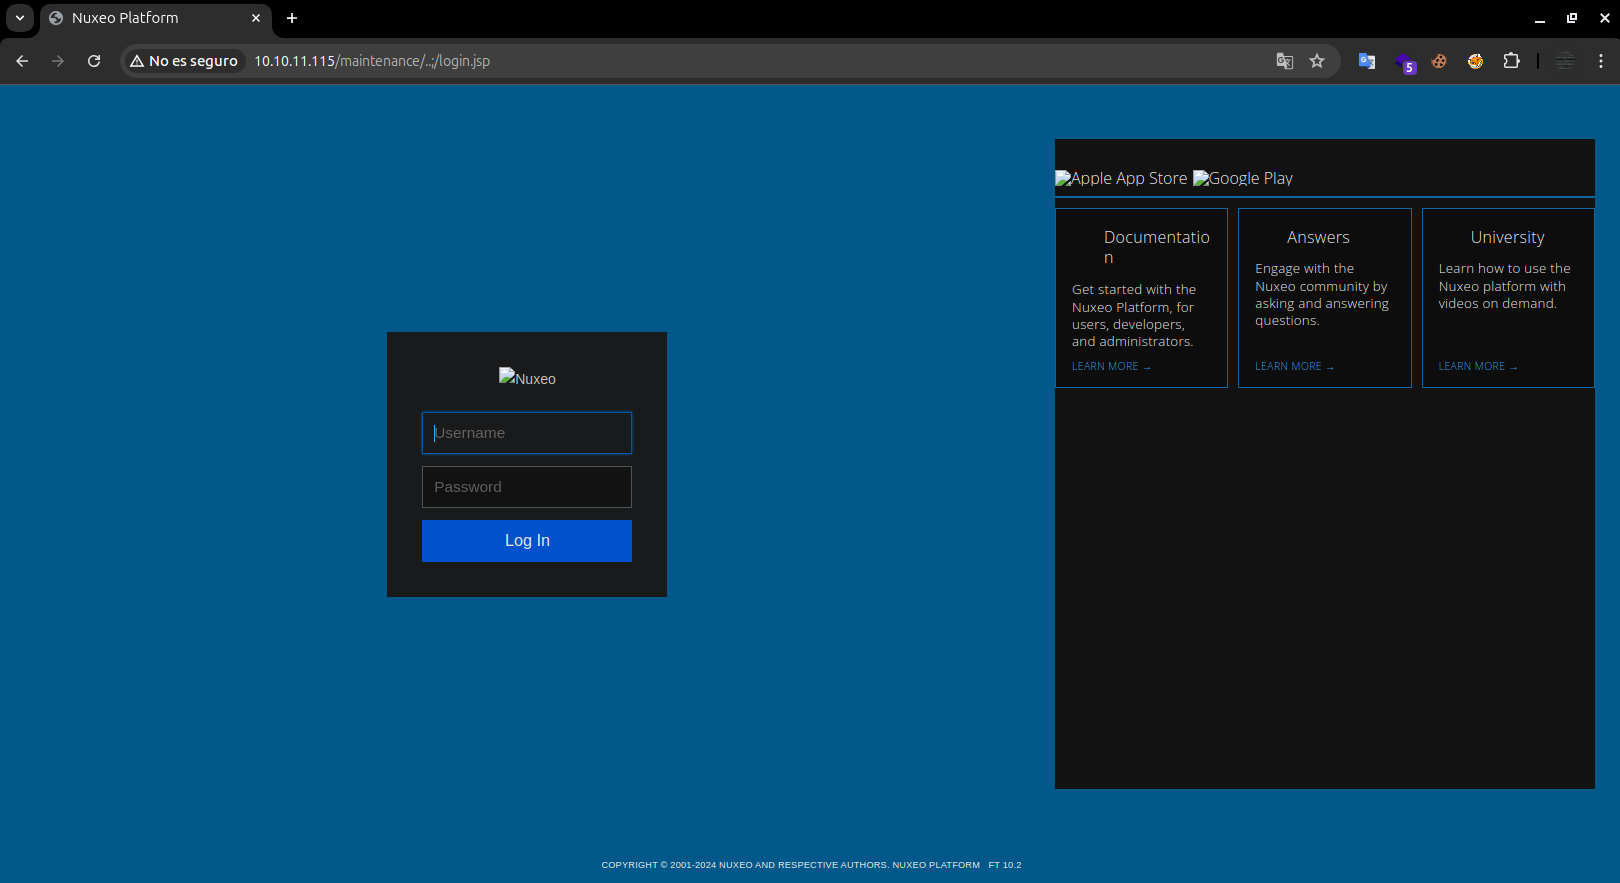 Nuxeo Platform
No es seguro 10.10.11.115/maintenance/..;/login.jsp
5
Nuxeo
Username
Password
Log In
Apple App Store Google Play
Documentatio
n
Get started with the
Nuxeo Platform, for
users, developers,
and administrators.
LEARN MORE →
Answers
Engage with the
Nuxeo community by
asking and answering
questions.
LEARN MORE →
University
Learn how to use the
Nuxeo platform with
videos on demand.
LEARN MORE →
COPYRIGHT © 2001-2024 NUXEO AND RESPECTIVE AUTHORS. NUXEO PLATFORM FT 10.2